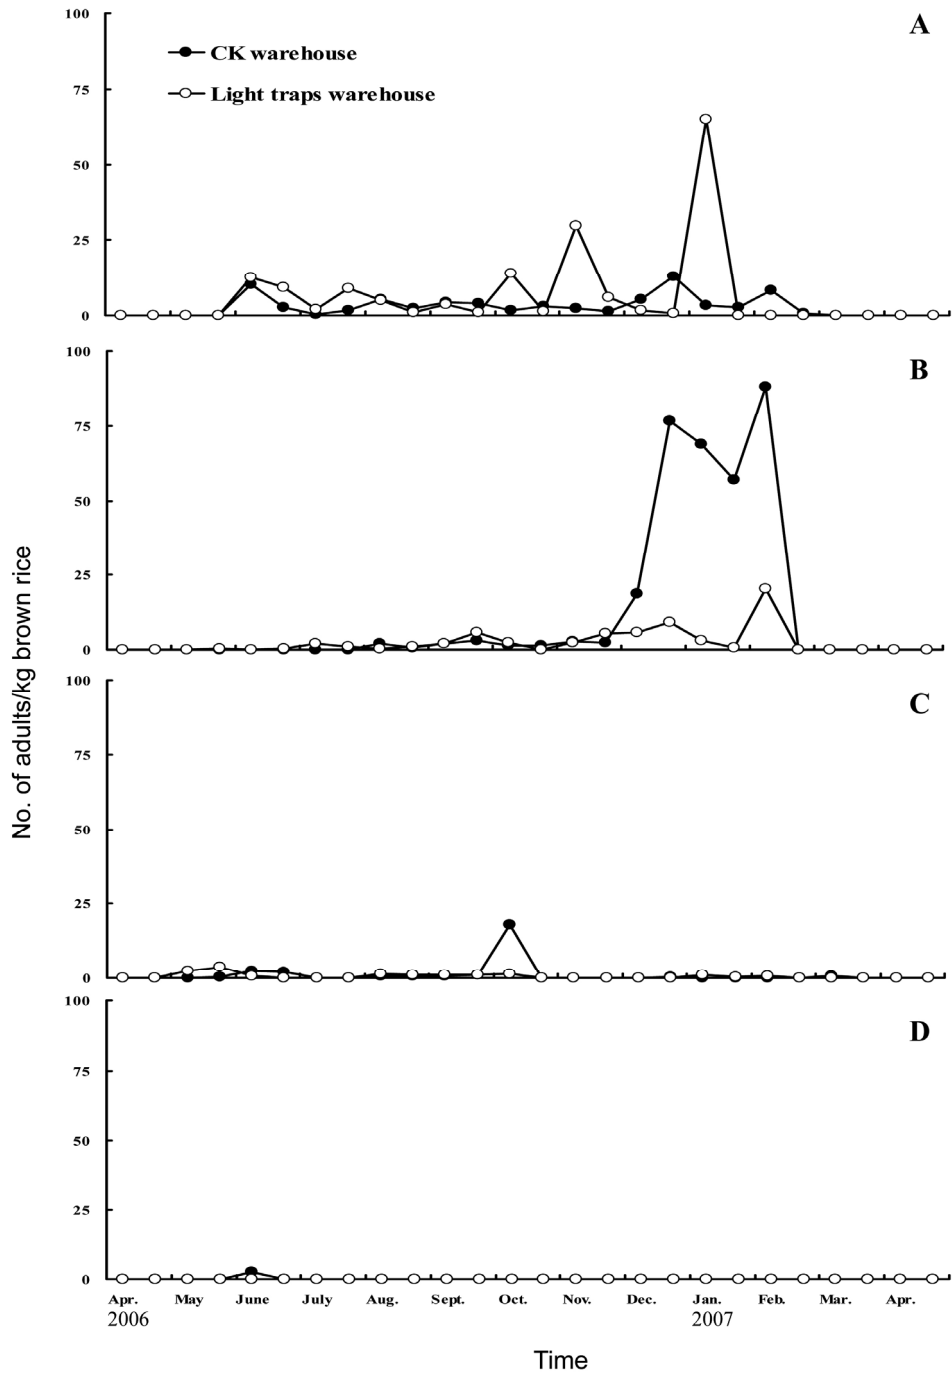 100
A
CK warehouse
75
Light traps warehouse
50
25
0
100
B
75
50
25
0
No. of adults/kg brown rice
100
C
75
50
25
0
100
D
75
50
25
0
Apr. May June July Aug. Sept. Oct. Nov. Dec. Jan. Feb. Mar. Apr.
2006 2007
Time